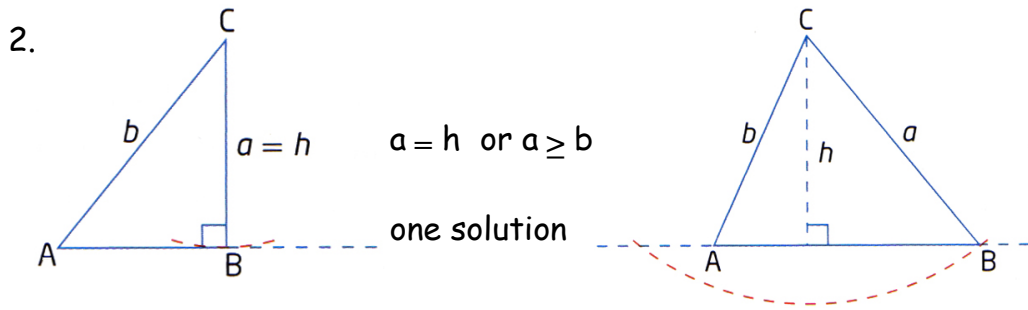 2.
C
b
a = h
A
B
a = h or a ≥ b
one solution
C
b
h
a
A
B